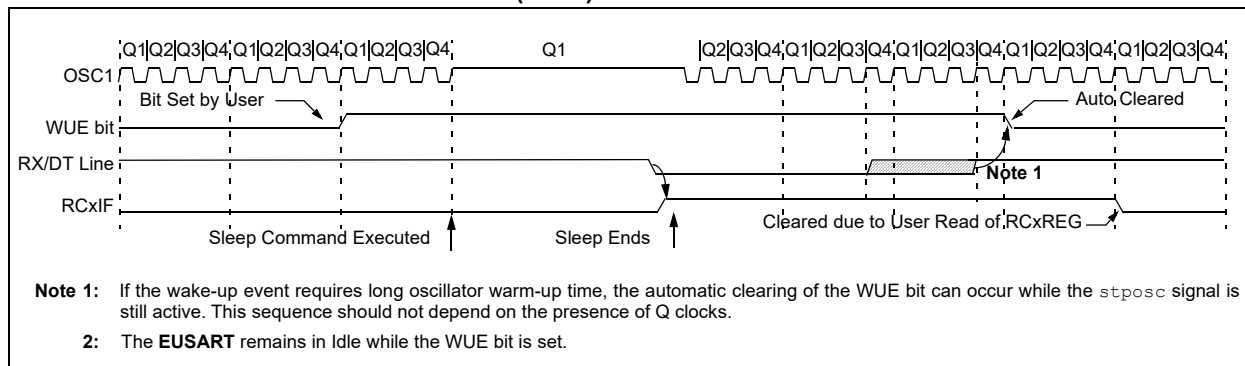 Q1|Q2|Q3|Q4|Q1|Q2|Q3|Q4|Q1|Q2|Q3|Q4 Q1 |Q2|Q3|Q4|Q1|Q2|Q3|Q4|Q1|Q2|Q3|Q4|Q1|Q2|Q3|Q4|Q1|Q2|Q3|Q4
OSC1
Bit Set by User Auto Cleared
WUE bit
RX/DT Line
Note 1
RCxIF
Cleared due to User Read of RCxREG
Sleep Command Executed Sleep Ends
Note 1: If the wake-up event requires long oscillator warm-up time, the automatic clearing of the WUE bit can occur while the stposc signal is
still active. This sequence should not depend on the presence of Q clocks.
2: The EUSART remains in Idle while the WUE bit is set.